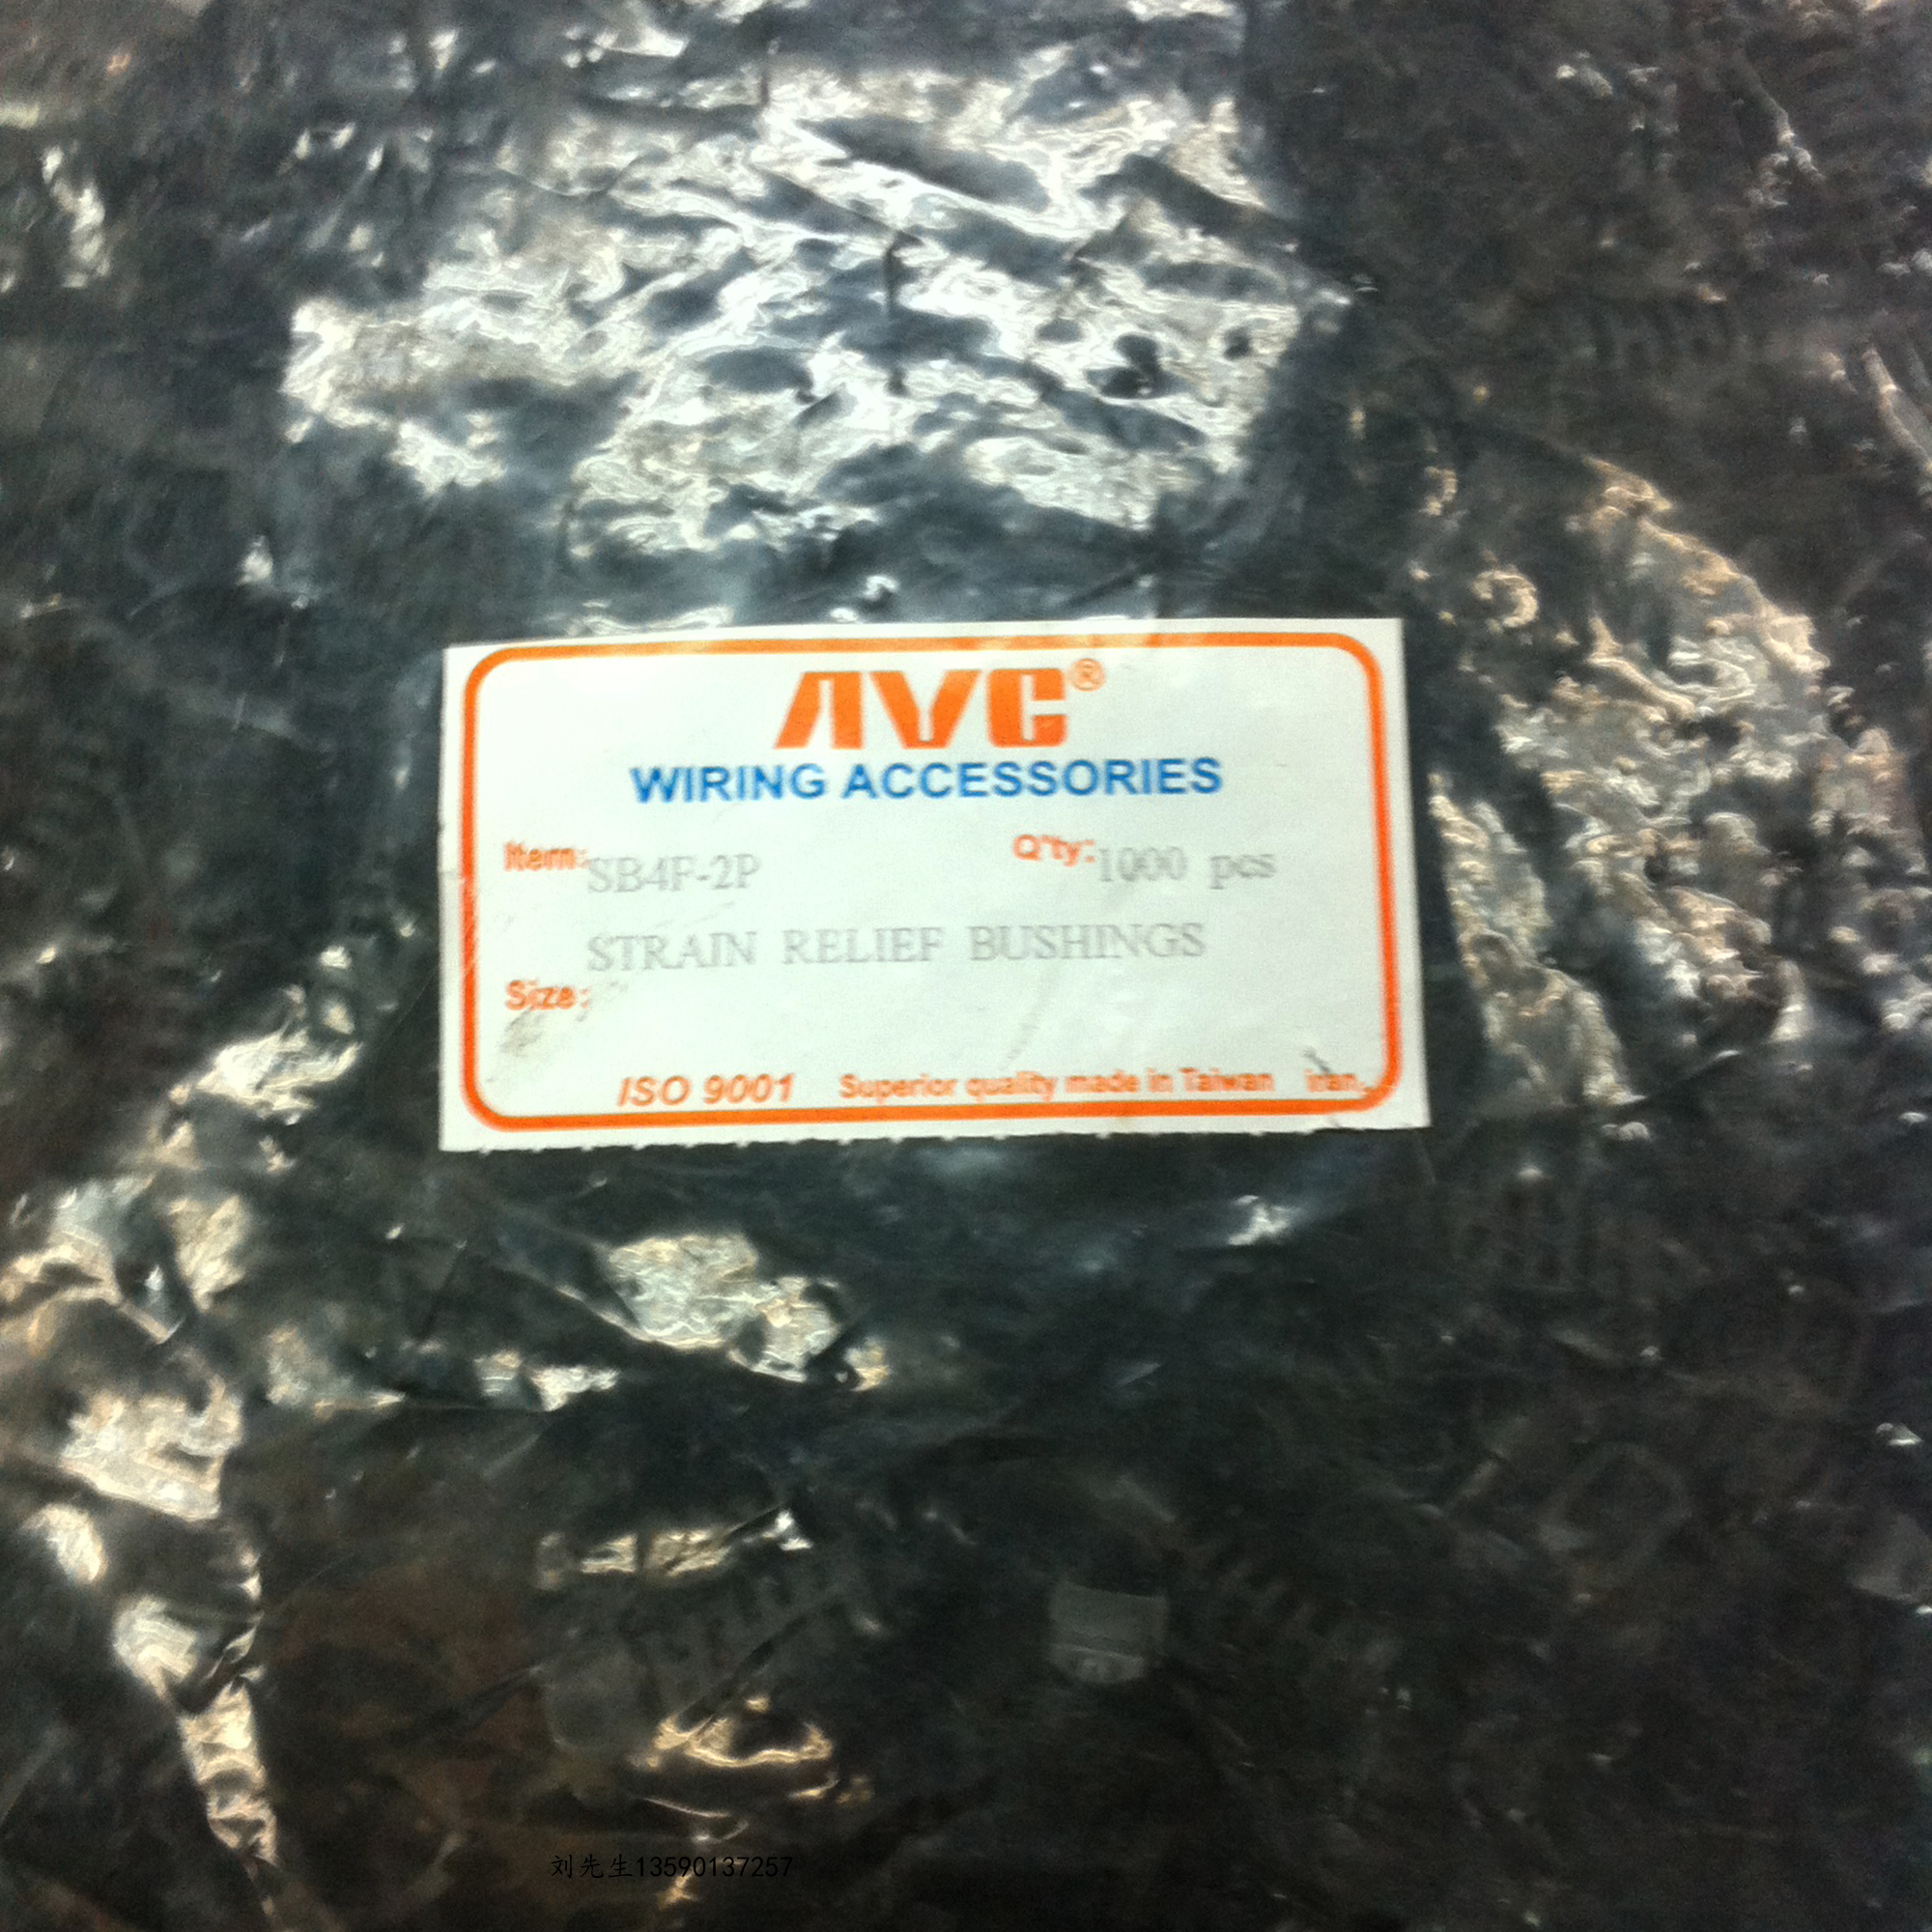 AVC®
WIRING ACCESSORIES
Item: SB4F-2P Q'ty: 1000 pcs
STRAIN RELIEF BUSHINGS
Size:
ISO 9001 Superior quality made in Taiwan iran
刘先生13590137257